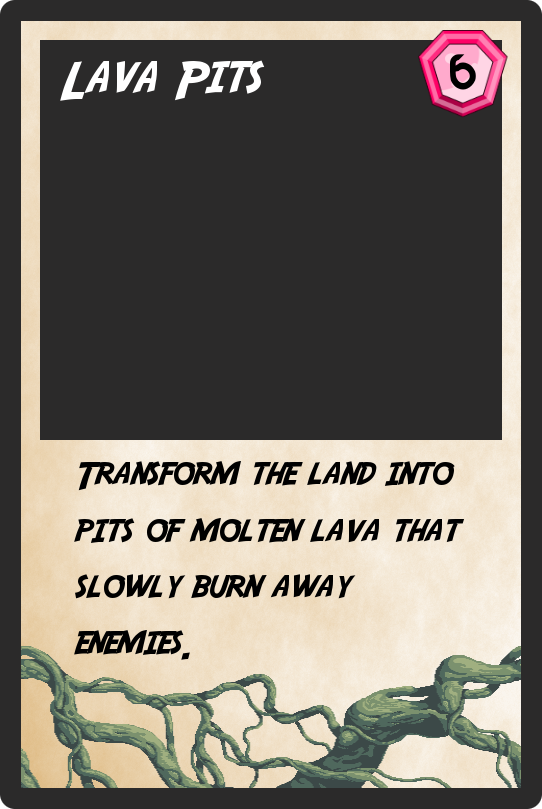 Lava Pits
6
Transform the land into
pits of molten lava that
slowly burn away
enemies.